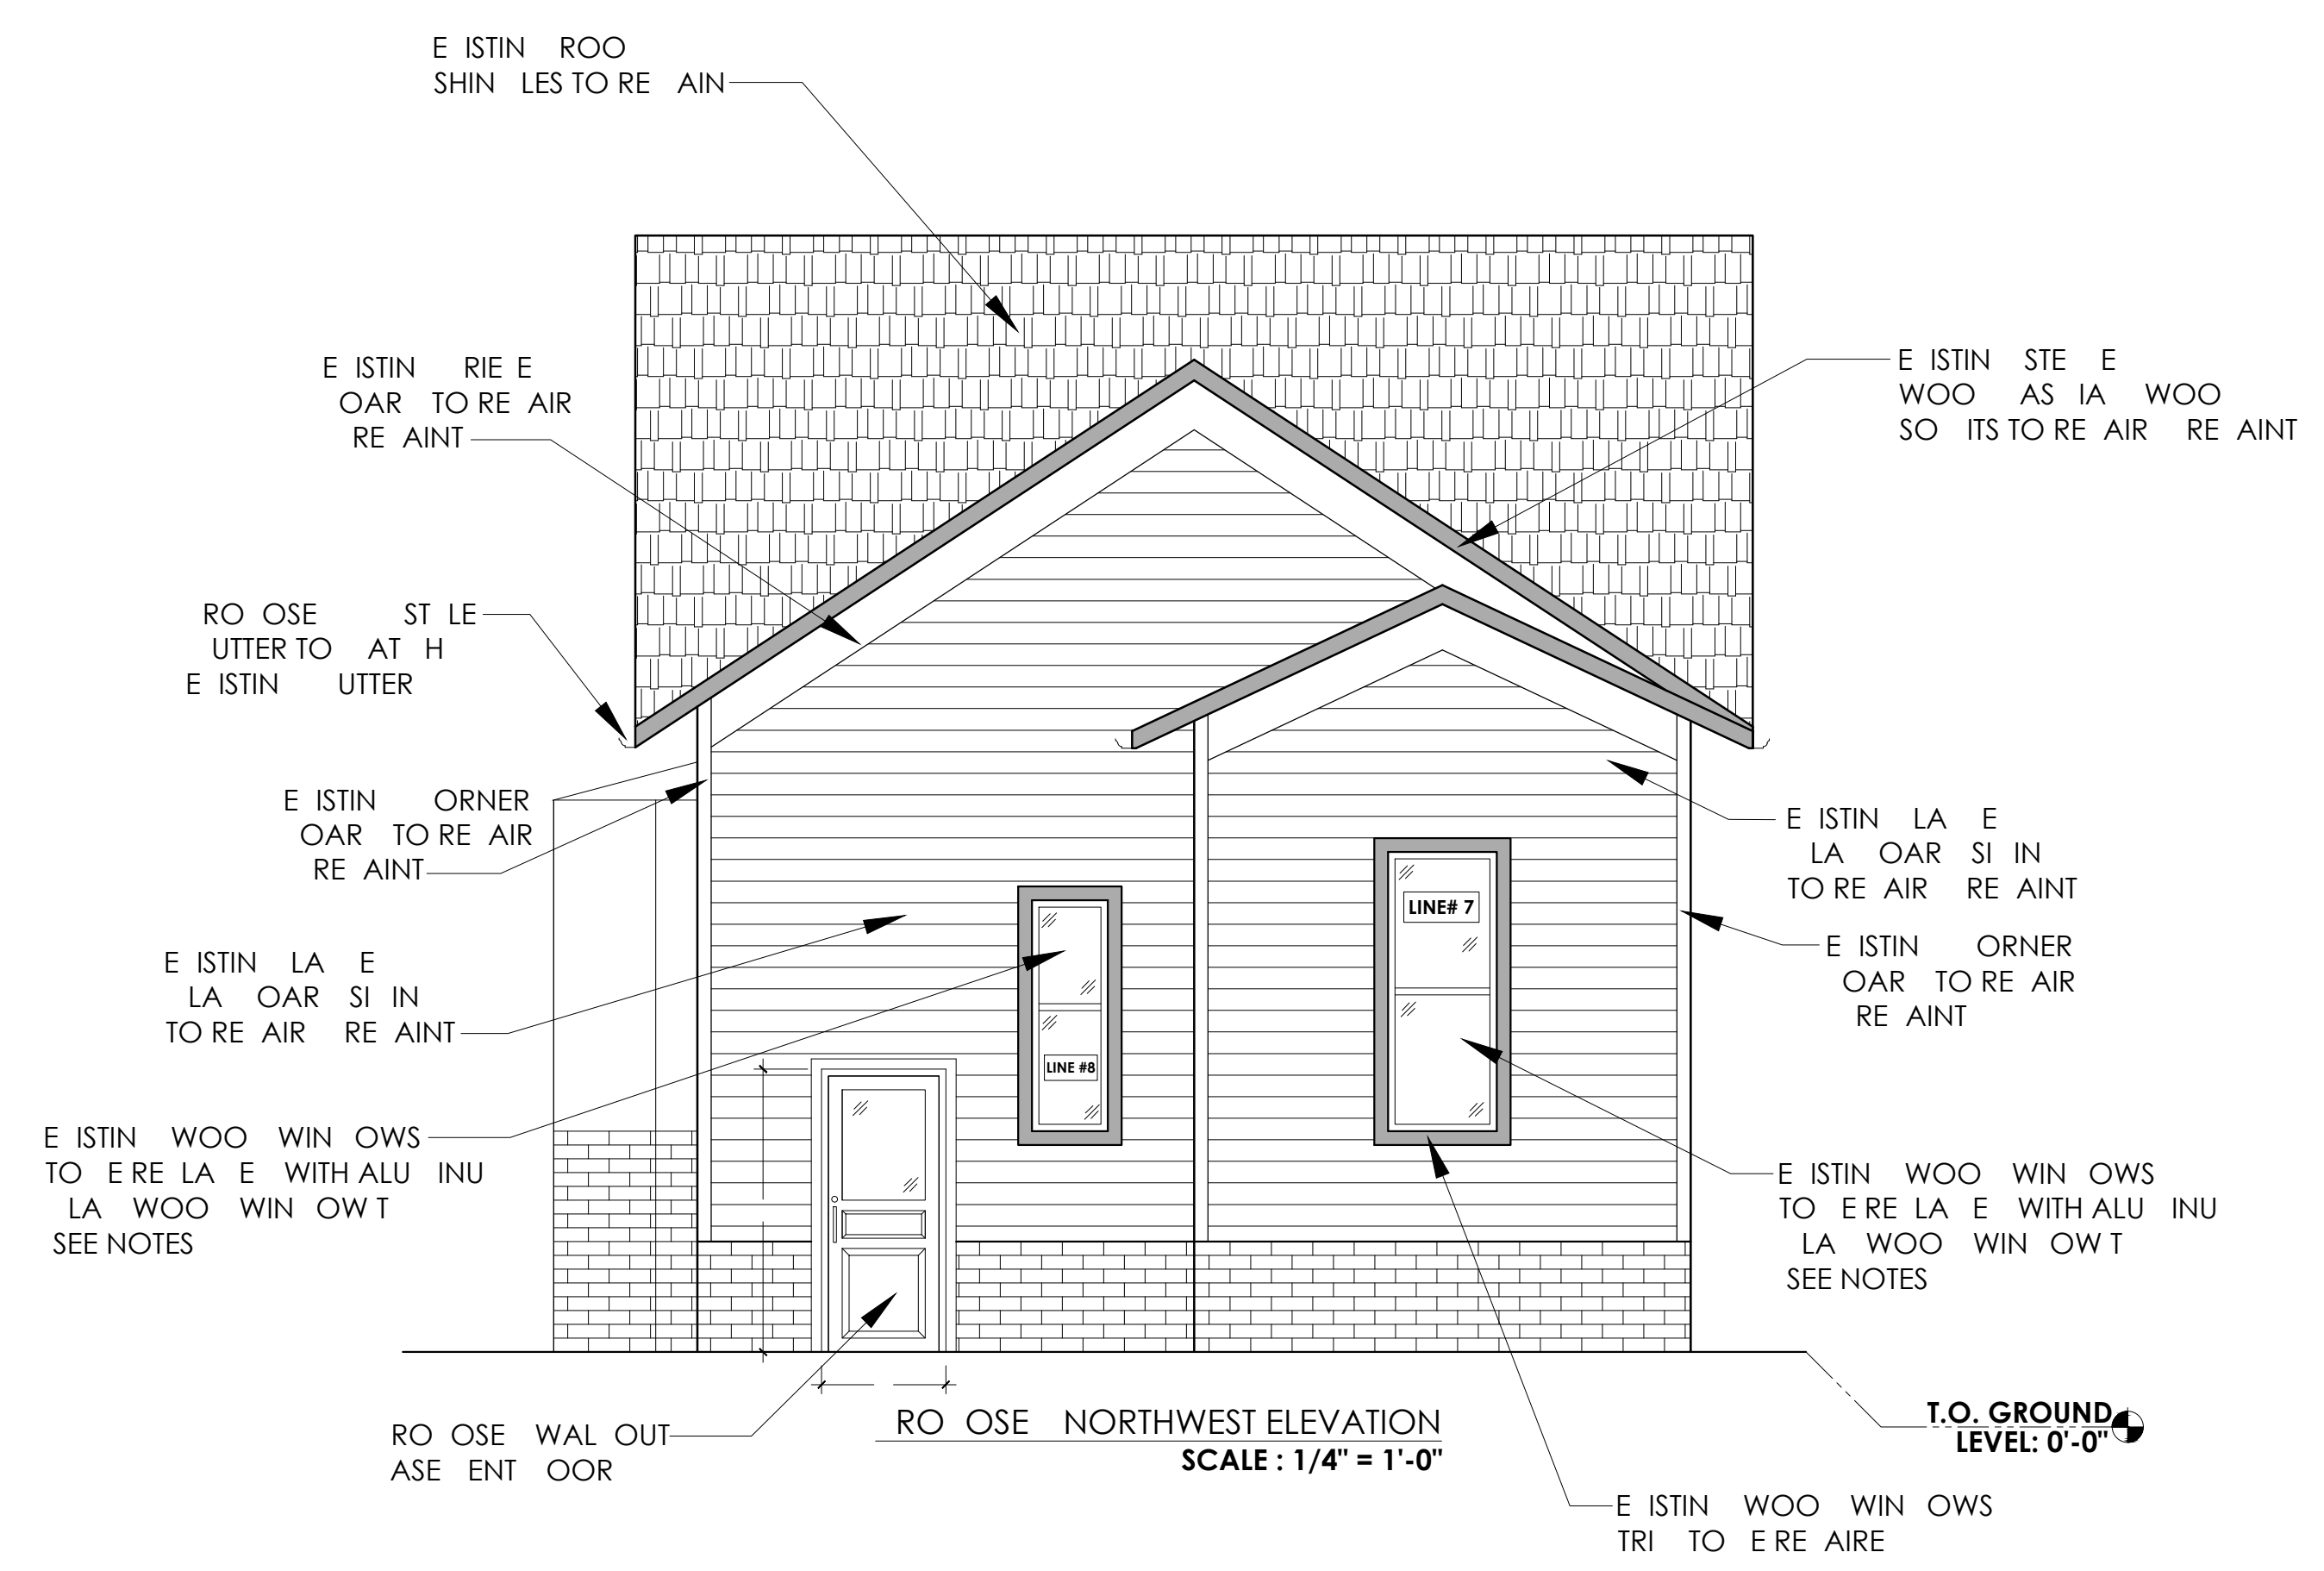 E ISTIN ROO
SHIN LES TO RE AIN
E ISTIN RIE E
OAR TO RE AIR
RE AINT
E ISTIN STE E
WOO AS IA WOO
SO ITS TO RE AIR RE AINT
RO OSE ST LE
UTTER TO AT H
E ISTIN UTTER
E ISTIN ORNER
OAR TO RE AIR
RE AINT
E ISTIN LA E
LA OAR SI IN
TO RE AIR RE AINT
LINE# 7
E ISTIN ORNER
OAR TO RE AIR
RE AINT
E ISTIN LA E
LA OAR SI IN
TO RE AIR RE AINT
LINE #8
E ISTIN WOO WIN OWS
TO E RE LA E WITH ALU INU
LA WOO WIN OW T
SEE NOTES
E ISTIN WOO WIN OWS
TO E RE LA E WITH ALU INU
LA WOO WIN OW T
SEE NOTES
RO OSE WAL OUT
ASE ENT OOR
RO OSE NORTHWEST ELEVATION
SCALE : 1/4" = 1'-0"
T.O. GROUND
LEVEL: 0'-0"
E ISTIN WOO WIN OWS
TRI TO E RE AIRE